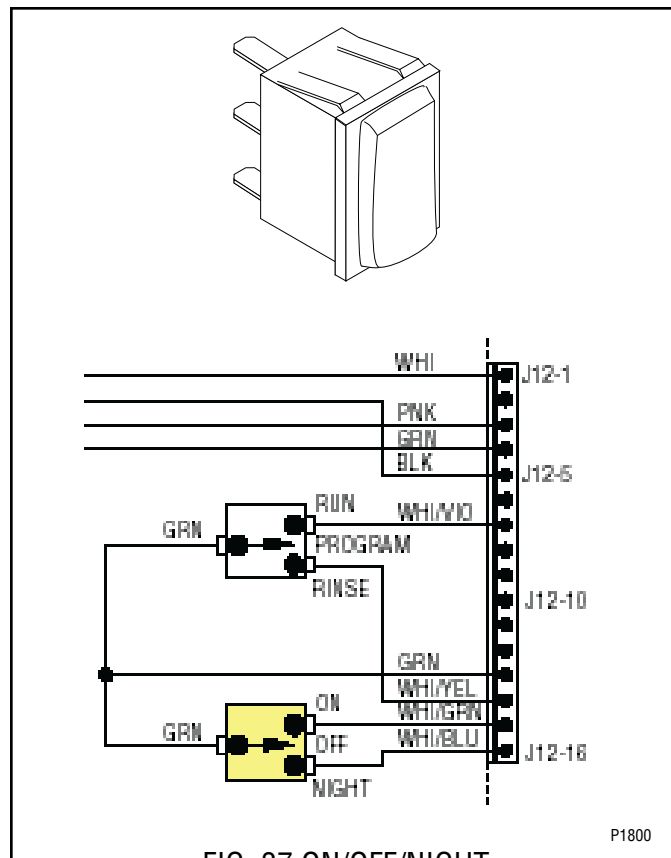 WHI
J12-1
PNK
GRN
BLK
J12-5
RUN
WHI/VIO
GRN
PROGRAM
RINSE
J12-10
GRN
WHI/YEL
ON
WHI/GRN
GRN
OFF
WHI/BLU
J12-16
NIGHT
P1800
FIG. 87 ON/OFF/NIGHT